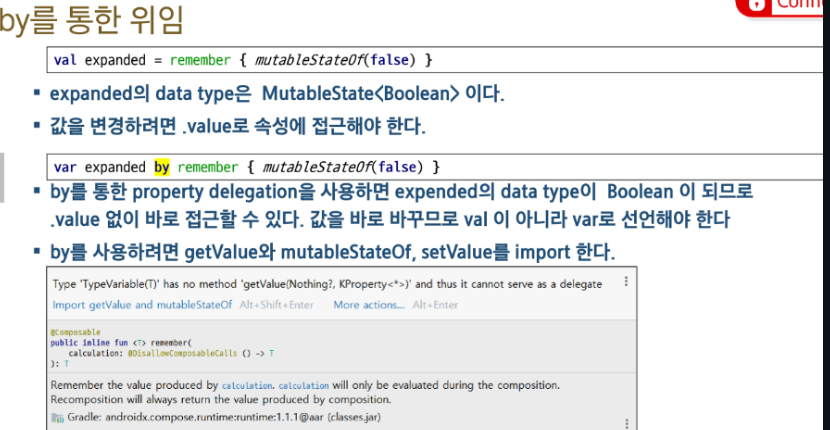 by를 통한 위임
val expanded = remember { mutableStateOf(false) }
▪ expanded의 data type은 MutableState<Boolean> 이다.
▪ 값을 변경하려면 .value로 속성에 접근해야 한다.
var expanded by remember { mutableStateOf(false) }
▪ by를 통한 property delegation을 사용하면 expended의 data type이 Boolean 이 되므로
.value 없이 바로 접근할 수 있다. 값을 바로 바꾸므로 val 이 아니라 var로 선언해야 한다
▪ by를 사용하려면 getValue와 mutableStateOf, setValue를 import 한다.
Type 'TypeVariable(T)' has no method 'getValue(Nothing?, KProperty<*>)' and thus it cannot serve as a delegate
Import getValue and mutableStateOf Alt+Shift+Enter More actions... Alt+Enter
@Composable
public inline fun <T> remember(
calculation: @DisallowComposableCalls () -> T
): T
Remember the value produced by calculation. calculation will only be evaluated during the composition.
Recomposition will always return the value produced by composition.
Gradle: androidx.compose.runtime:runtime:1.1.1@aar (classes.jar)